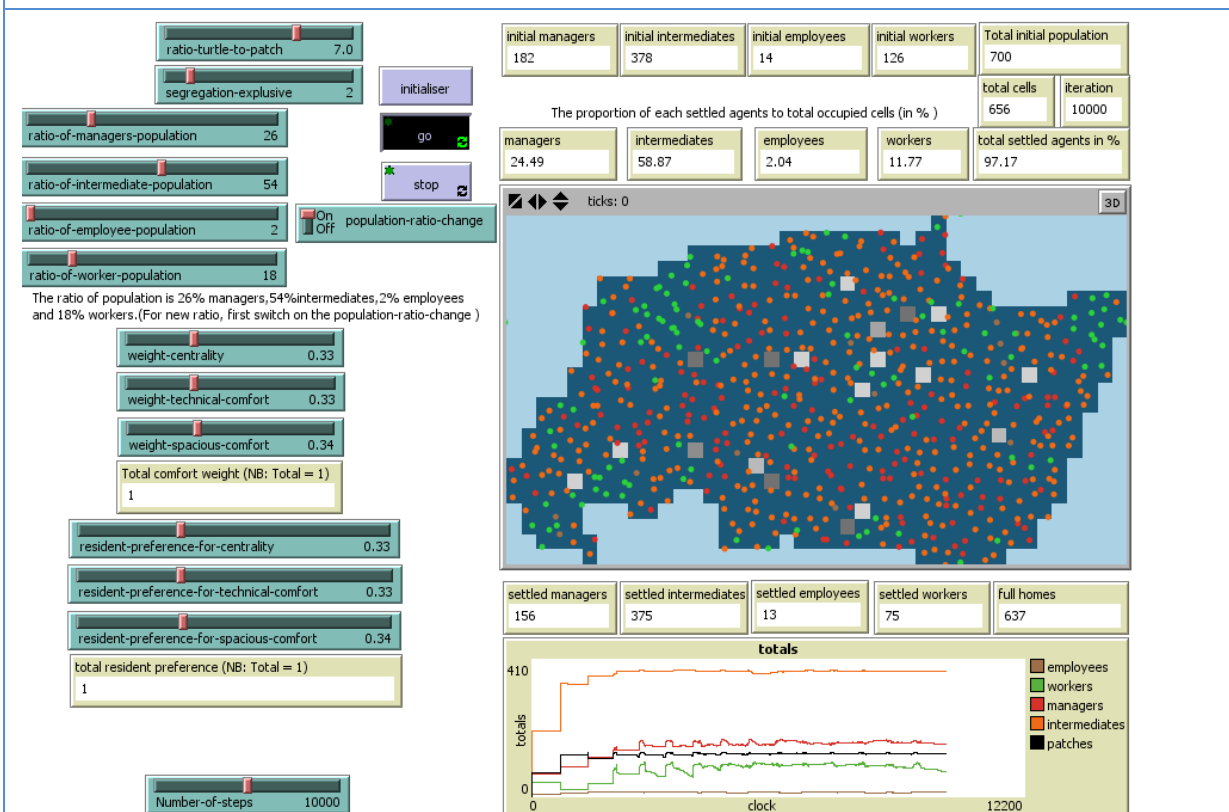 ratio-turtle-to-patch 7.0
segregation-explusive 2
initialiser
ratio-of-managers-population 26
go
ratio-of-intermediate-population 54
stop
ratio-of-employee-population 2
On
Off
population-ratio-change
ratio-of-worker-population 18
The ratio of population is 26% managers,54%intermediates,2% employees
and 18% workers.(For new ratio, first switch on the population-ratio-change )
weight-centrality 0.33
weight-technical-comfort 0.33
weight-spacious-comfort 0.34
Total comfort weight (NB: Total = 1)
1
resident-preference-for-centrality 0.33
resident-preference-for-technical-comfort 0.33
resident-preference-for-spacious-comfort 0.34
total resident preference (NB: Total = 1)
1
Number-of-steps 10000
initial managers
182
initial intermediates
378
initial employees
14
initial workers
126
Total initial population
700
total cells
656
iteration
10000
The proportion of each settled agents to total occupied cells (in % )
managers
24.49
intermediates
58.87
employees
2.04
workers
11.77
total settled agents in %
97.17
ticks: 0
3D
settled managers
156
settled intermediates
375
settled employees
13
settled workers
75
full homes
637
totals
410
totals
0
0
clock
12200
employees
workers
managers
intermediates
patches